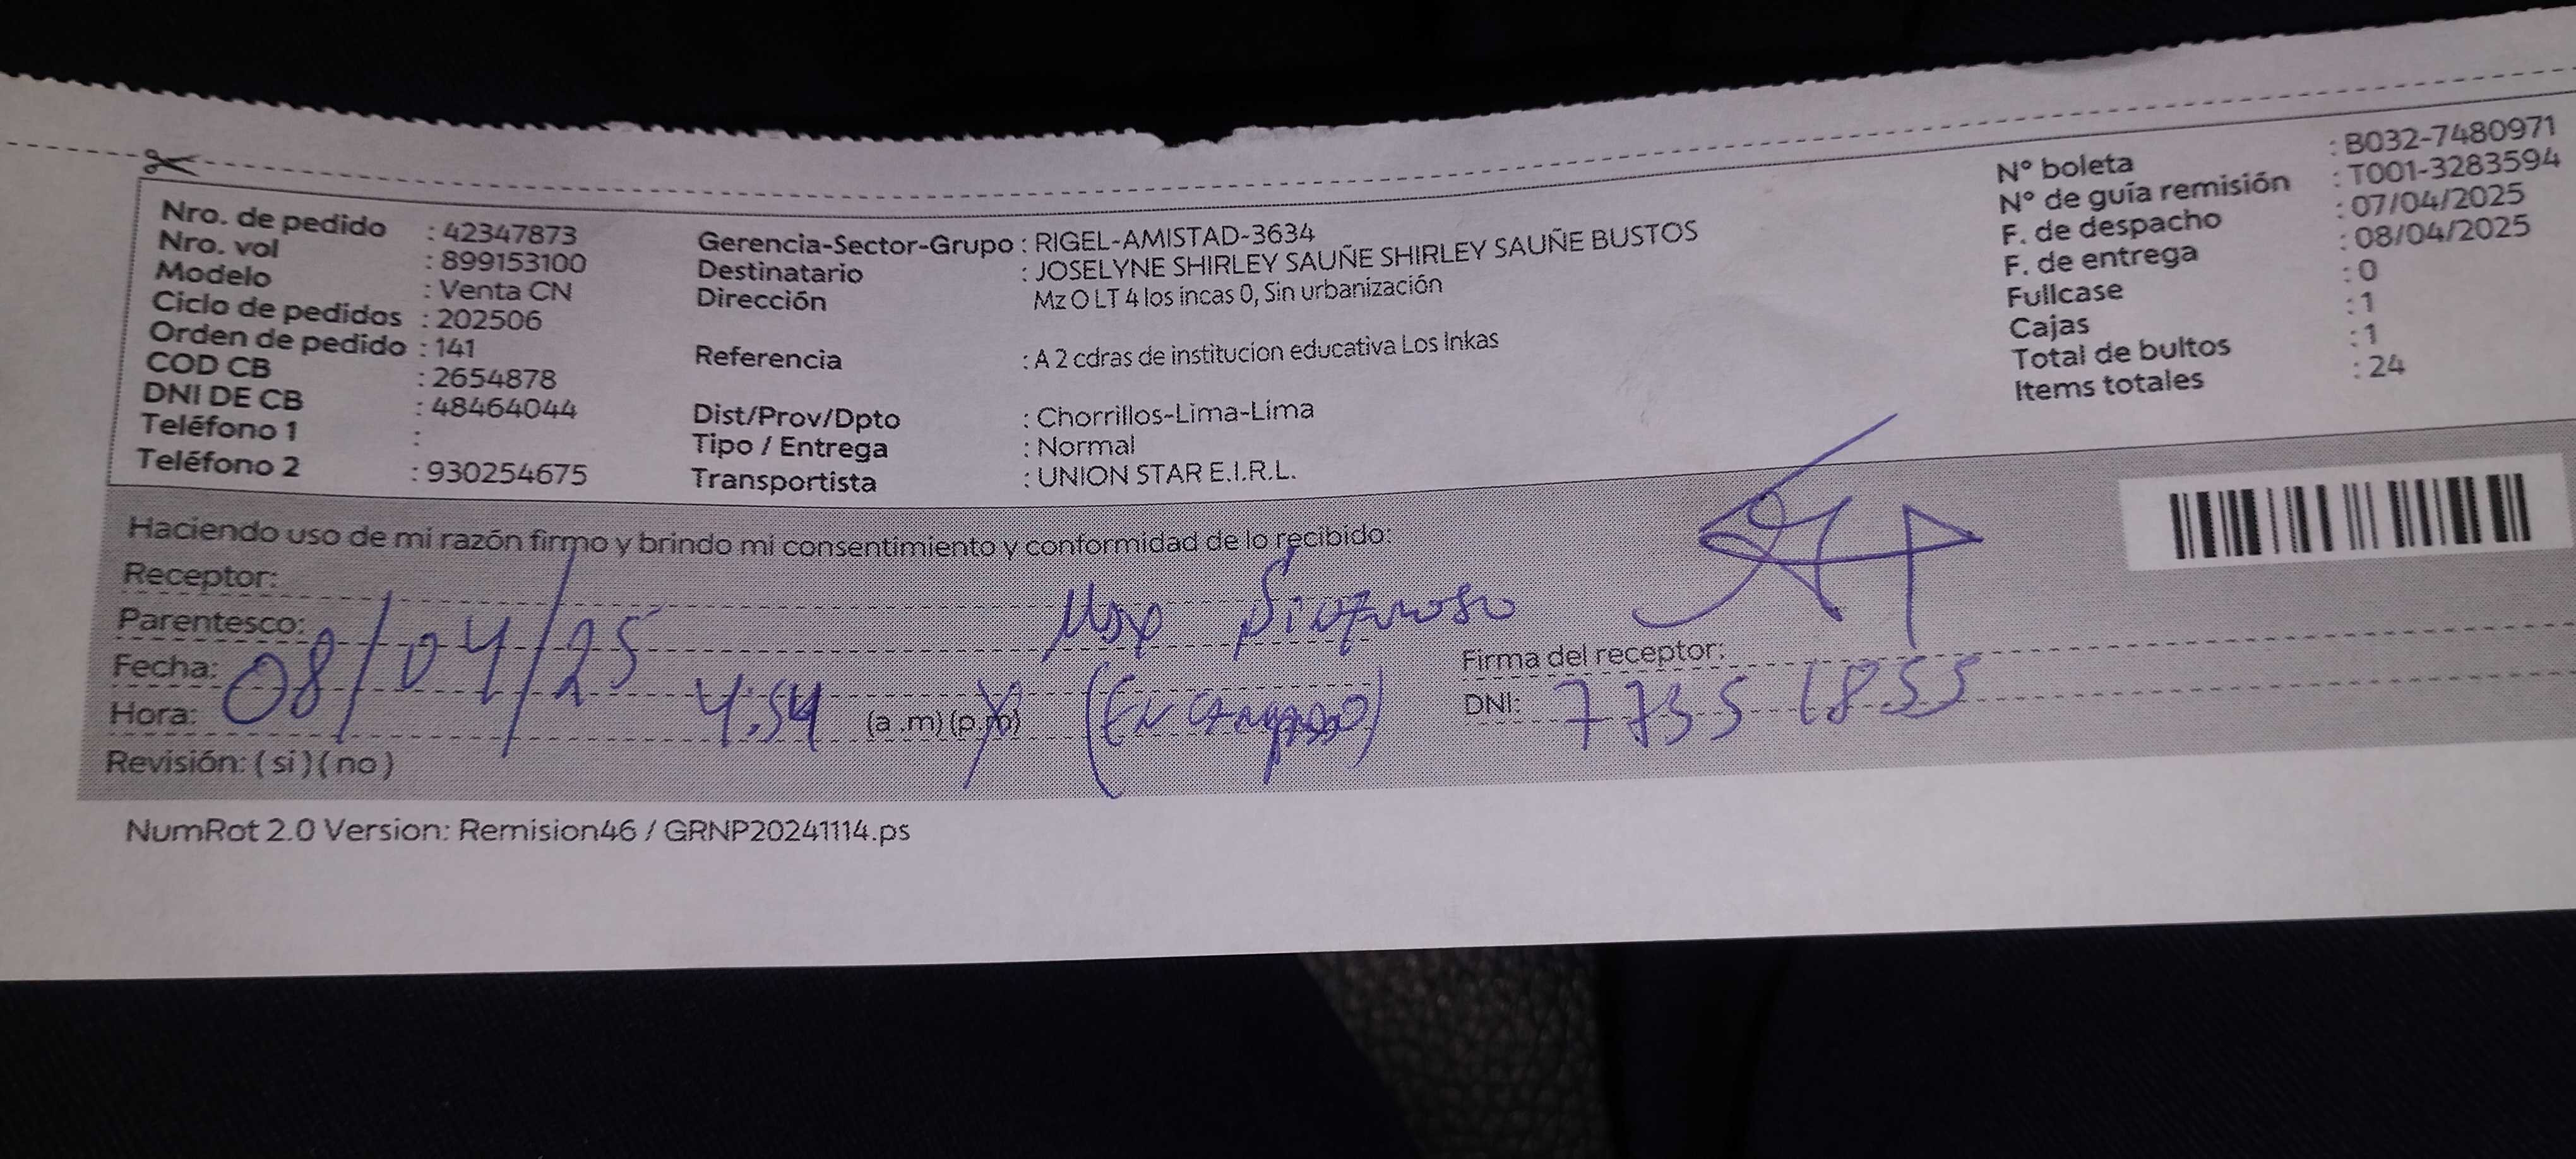 Nro. de pedido : 42347873
Nro. vol : 899153100
Modelo : Venta CN
Ciclo de pedidos : 202506
Orden de pedido : 141
COD CB : 2654878
DNI DE CB : 48464044
Teléfono 1 :
Teléfono 2 : 930254675
Gerencia-Sector-Grupo : RIGEL-AMISTAD-3634
Destinatario : JOSELYNE SHIRLEY SAUÑE SHIRLEY SAUÑE BUSTOS
Dirección Mz O LT 4 los incas 0, Sin urbanización
Referencia : A 2 cdras de institucion educativa Los Inkas
Dist/Prov/Dpto : Chorrillos-Lima-Lima
Tipo / Entrega : Normal
Transportista : UNION STAR E.I.R.L.
N° boleta : B032-7480971
N° de guía remisión : T001-3283594
F. de despacho : 07/04/2025
F. de entrega : 08/04/2025
Fullcase : 0
Cajas : 1
Total de bultos : 1
Items totales : 24
Haciendo uso de mi razón firmo y brindo mi consentimiento y conformidad de lo recibido:
Receptor:
Parentesco:
Fecha: 08/04/25
Hora: 4:54 (a.m)(p.m)
Revisión: (si)(no)
Firma del receptor:
DNI: 77351855
NumRot 2.0 Version: Remision46 / GRNP20241114.ps